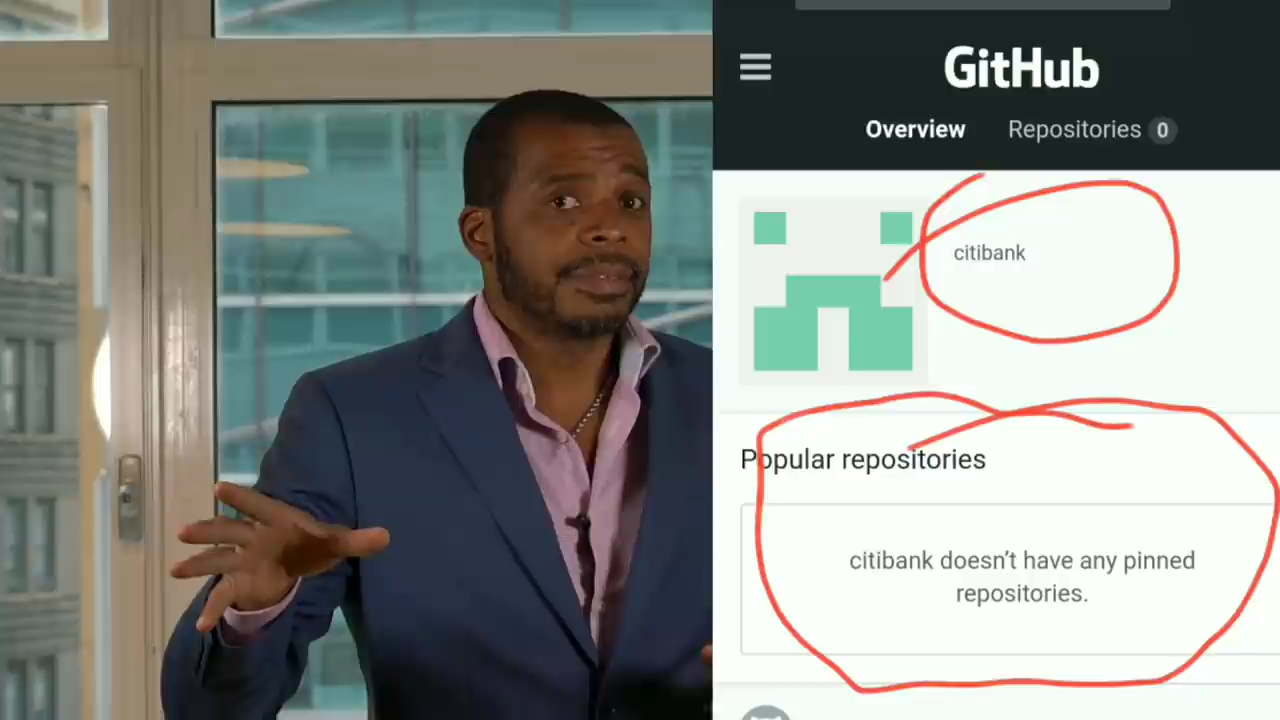 GitHub
Overview Repositories 0
citibank
Popular repositories
citibank doesn’t have any pinned
repositories.